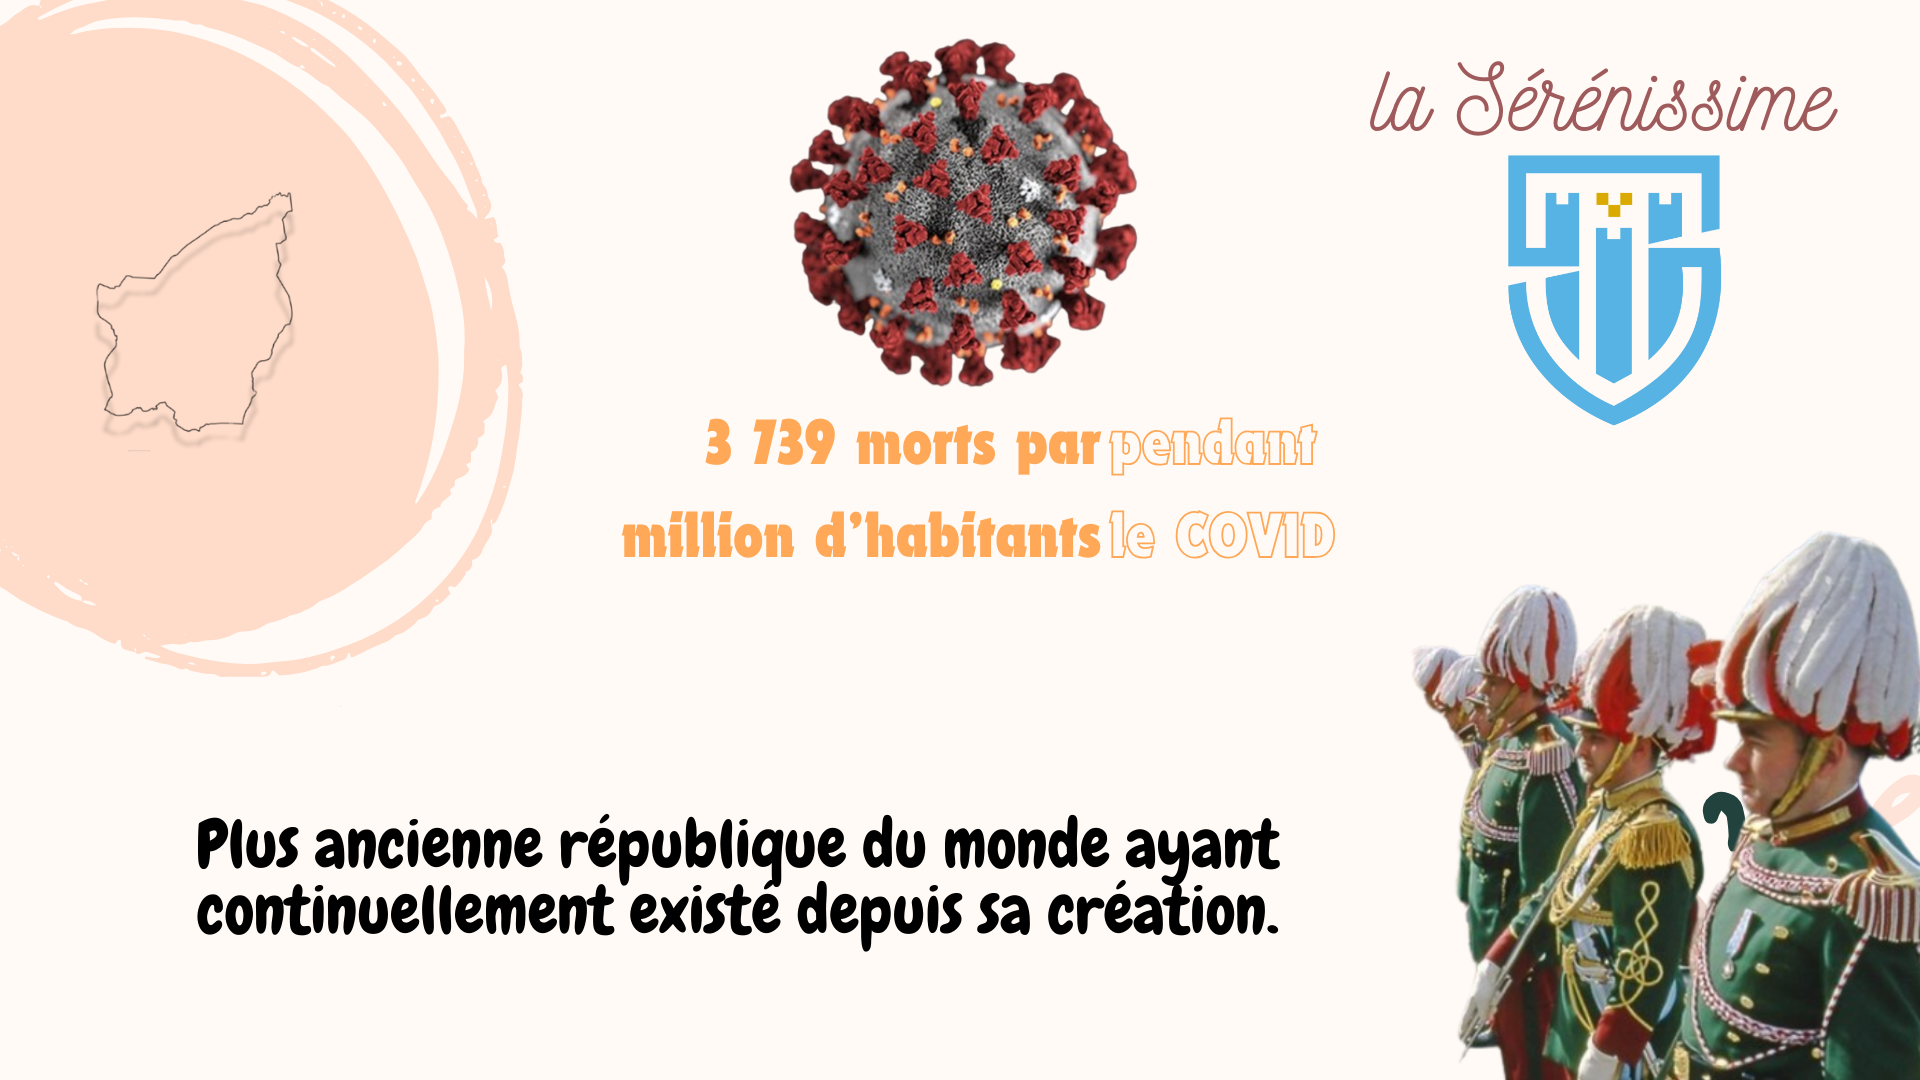 la Sérénissime
3 739 morts par pendant
million d’habitants le COVID
Plus ancienne république du monde ayant
continuellement existé depuis sa création.